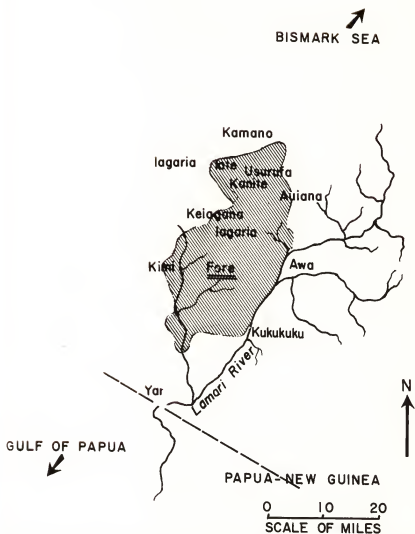 BISMARK SEA
Kamano
Iagaria
Iate
Usurufa
Kanite
Auiana
Keiagana
Iagaria
Kimi
Fore
Awa
Kukukuku
Lamari River
Yar
N
GULF OF PAPUA
PAPUA-NEW GUINEA
0 10 20
SCALE OF MILES